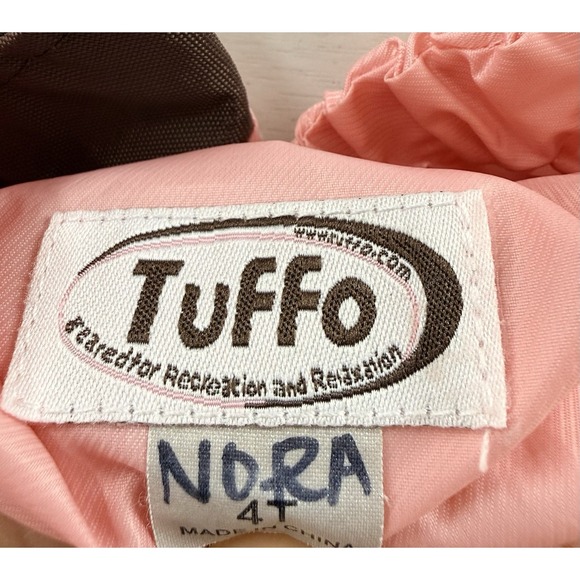 www.tuffo.com
Tuffo
Geared for Recreation and Relaxation
NORA
4T
MADE IN CHINA